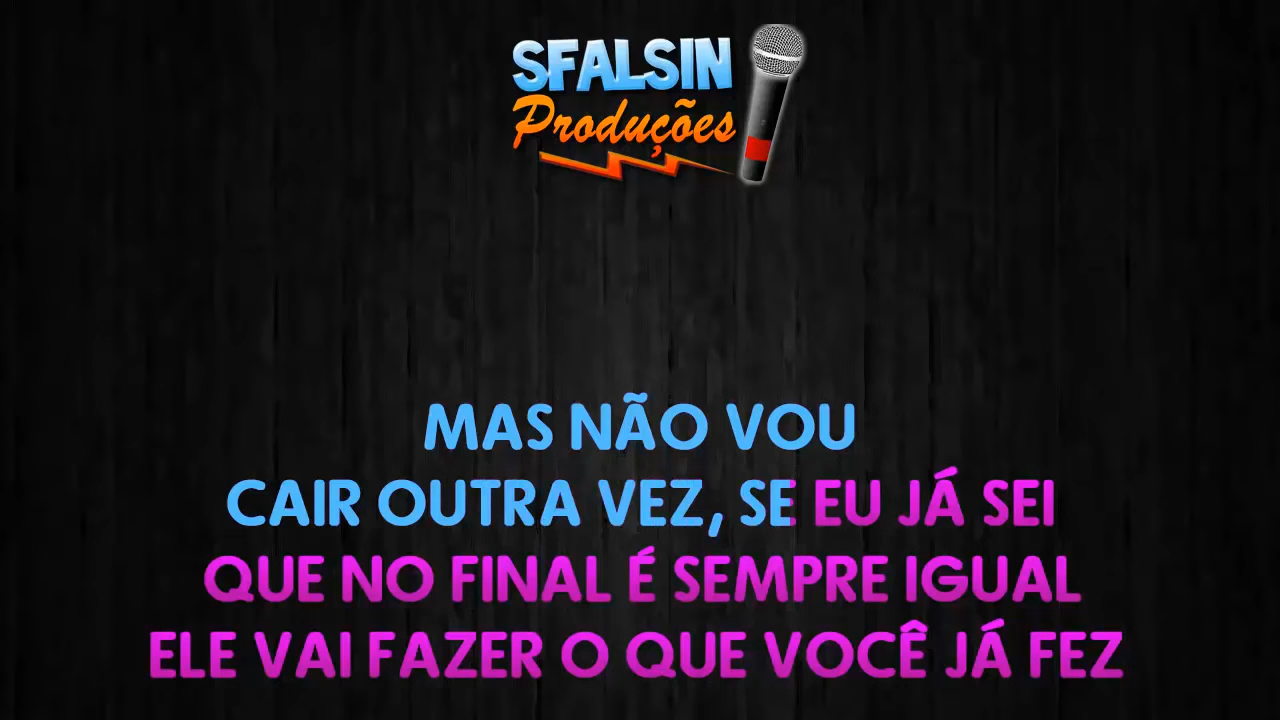 SFALSIN
Produções
MAS NÃO VOU
CAIR OUTRA VEZ, SE EU JÁ SEI
QUE NO FINAL É SEMPRE IGUAL
ELE VAI FAZER O QUE VOCÊ JÁ FEZ